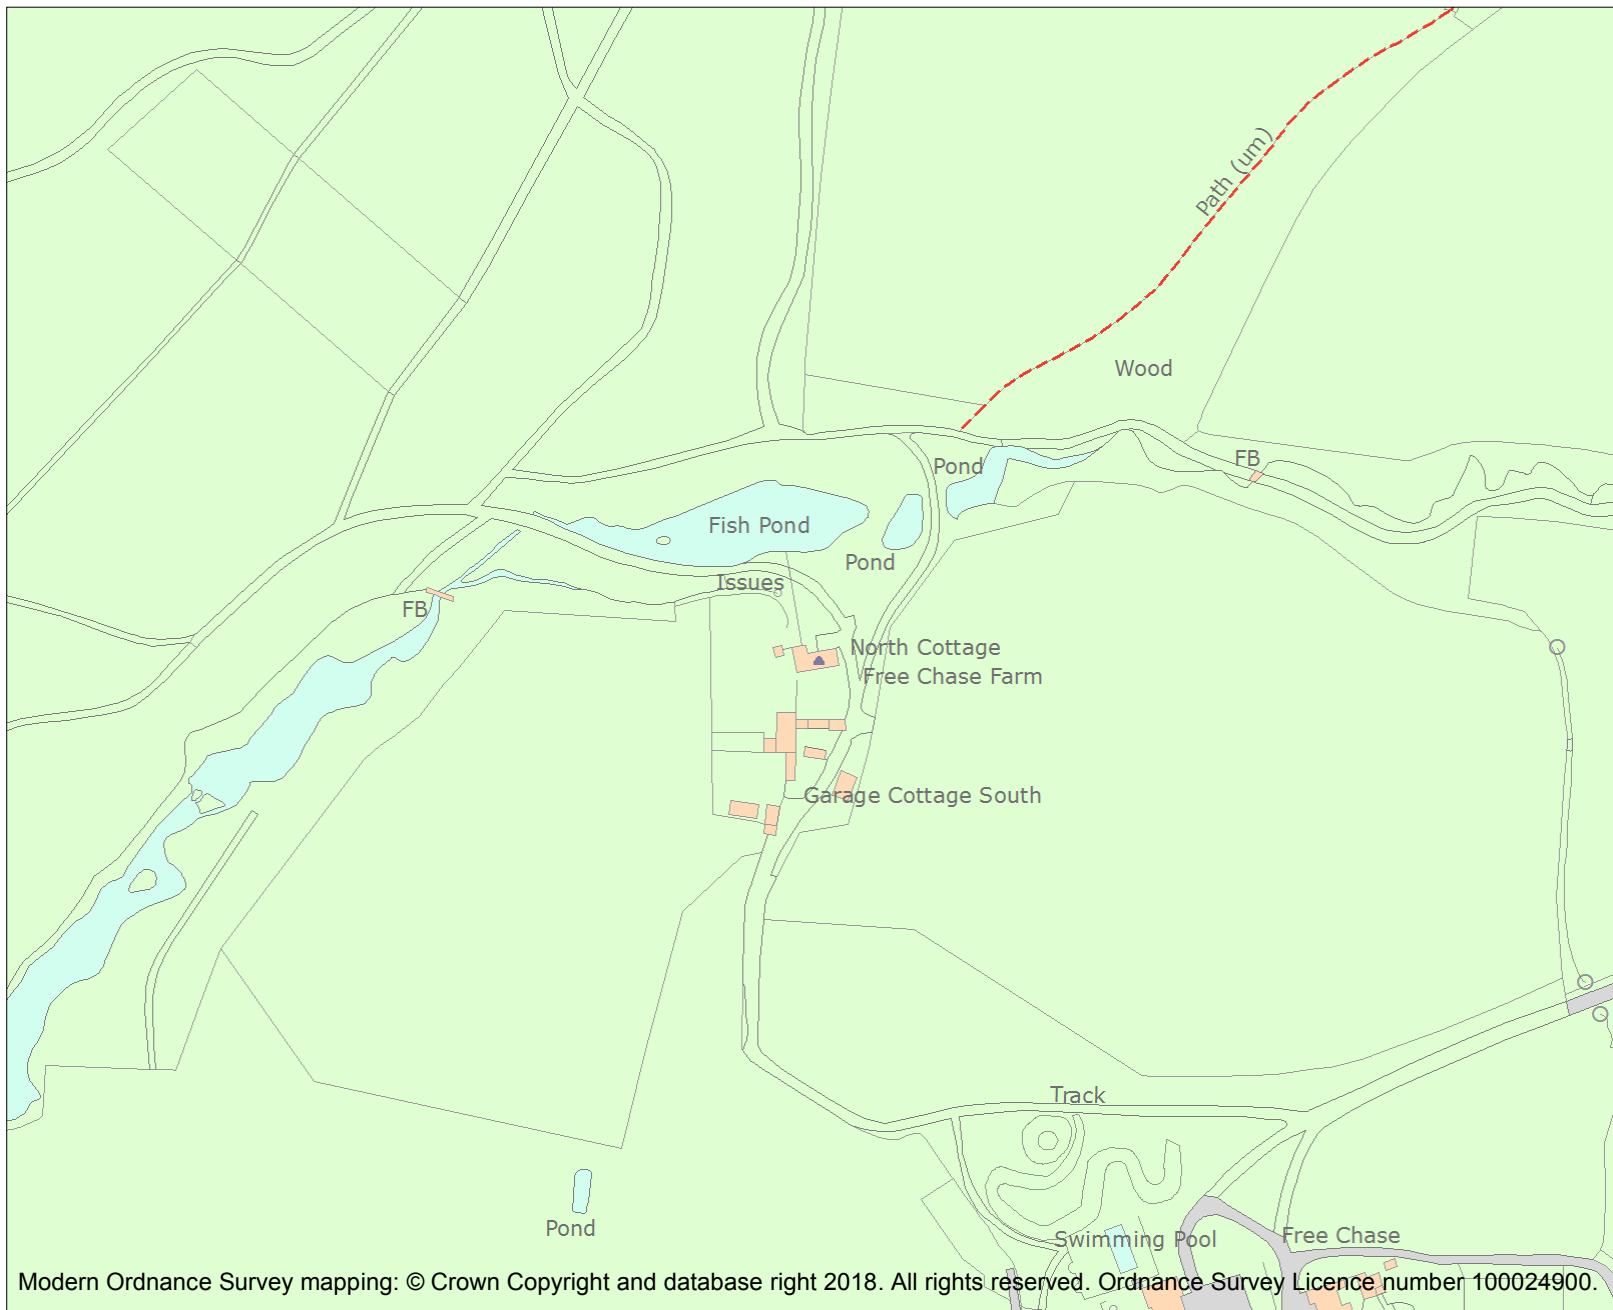 Path (um)
Wood
FB
Pond
Fish Pond
Pond
Issues
FB
North Cottage
Free Chase Farm
Garage Cottage South
Track
Pond
Swimming Pool
Free Chase
Modern Ordnance Survey mapping: © Crown Copyright and database right 2018. All rights reserved. Ordnance Survey Licence number 100024900.